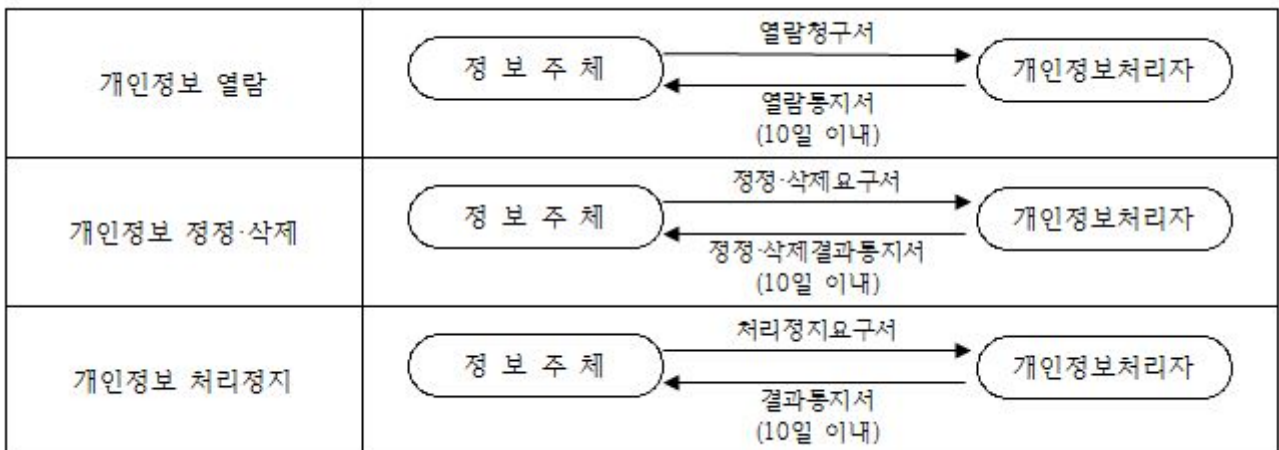 개인정보 열람
정 보 주 체
열람청구서
열람통지서
(10일 이내)
개인정보처리자
개인정보 정정·삭제
정 보 주 체
정정·삭제요구서
정정·삭제결과통지서
(10일 이내)
개인정보처리자
개인정보 처리정지
정 보 주 체
처리정지요구서
결과통지서
(10일 이내)
개인정보처리자